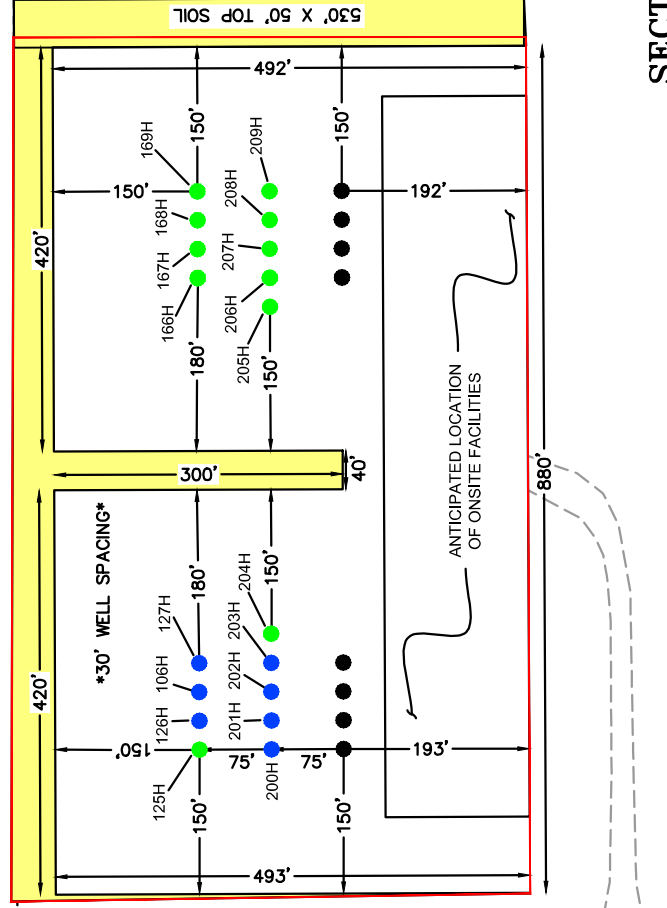 530' X 50' TOP SOIL
SECT
492'
150'
150'
169H
209H
150'
168H
208H
192'
420'
167H
207H
166H
206H
180'
205H
150'
ANTICIPATED LOCATION
OF ONSITE FACILITIES
300'
40'
880'
*30' WELL SPACING*
180'
150'
127H
204H
106H
203H
126H
202H
125H
201H
200H
420'
150'
75'
75'
193'
150'
150'
493'